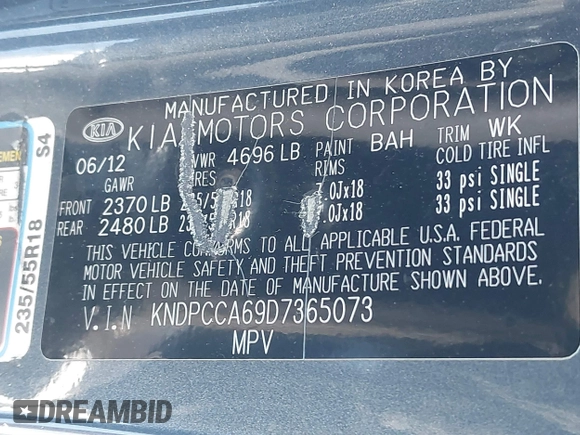 MANUFACTURED IN KOREA BY
KIA KIA MOTORS CORPORATION
06/12 4696 LB PAINT BAH TRIM WK
GAWR RIMS COLD TIRE INFL
FRONT 2370 LB .0Jx18 33 psi SINGLE
REAR 2480 LB .0Jx18 33 psi SINGLE
THIS VEHICLE CONFORMS TO ALL APPLICABLE U.S.A. FEDERAL
MOTOR VEHICLE SAFETY AND THEFT PREVENTION STANDARDS
IN EFFECT ON THE DATE OF MANUFACTURE SHOWN ABOVE.
V.I.N KNDPCCA69D7365073
MPV
235/55R18 S4
DREAMBID